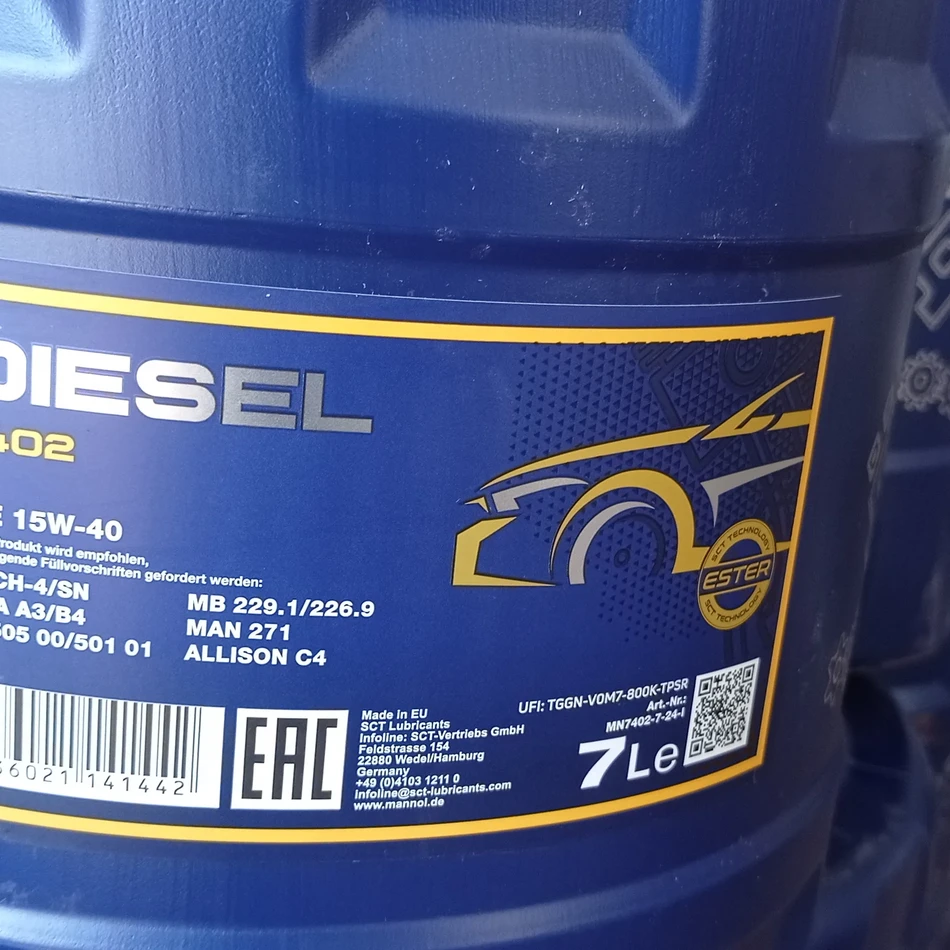 DIESEL
402
E 15W-40
Produkt wird empfohlen,
gende Füllvorschriften gefordert werden:
CH-4/SN
A A3/B4
505 00/501 01
MB 229.1/226.9
MAN 271
ALLISON C4
SCT TECHNOLOGY
ESTER
SCT TECHNOLOGY
36021 141442
EAC
Made in EU
SCT Lubricants
Infoline: SCT-Vertriebs GmbH
Feldstrasse 154
22880 Wedel/Hamburg
Germany
+49 (0)4103 1211 0
infoline@sct-lubricants.com
www.mannol.de
UFI: TGGN-V0M7-800K-TPSR
Art.-Nr.:
MN7402-7-24-I
7Le